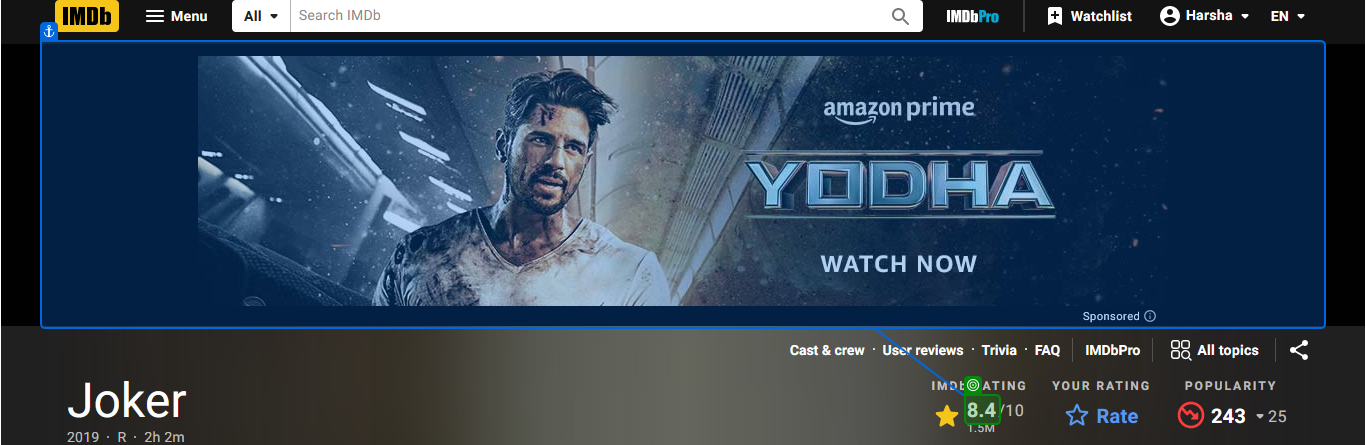 IMDb Menu All Search IMDb IMDbPro Watchlist Harsha EN
amazon prime
YODHA
WATCH NOW
Sponsored
Cast & crew · User reviews · Trivia · FAQ IMDbPro All topics
IMDb RATING YOUR RATING POPULARITY
Joker
8.4/10 Rate 243 25
1.5M
2019 · R · 2h 2m